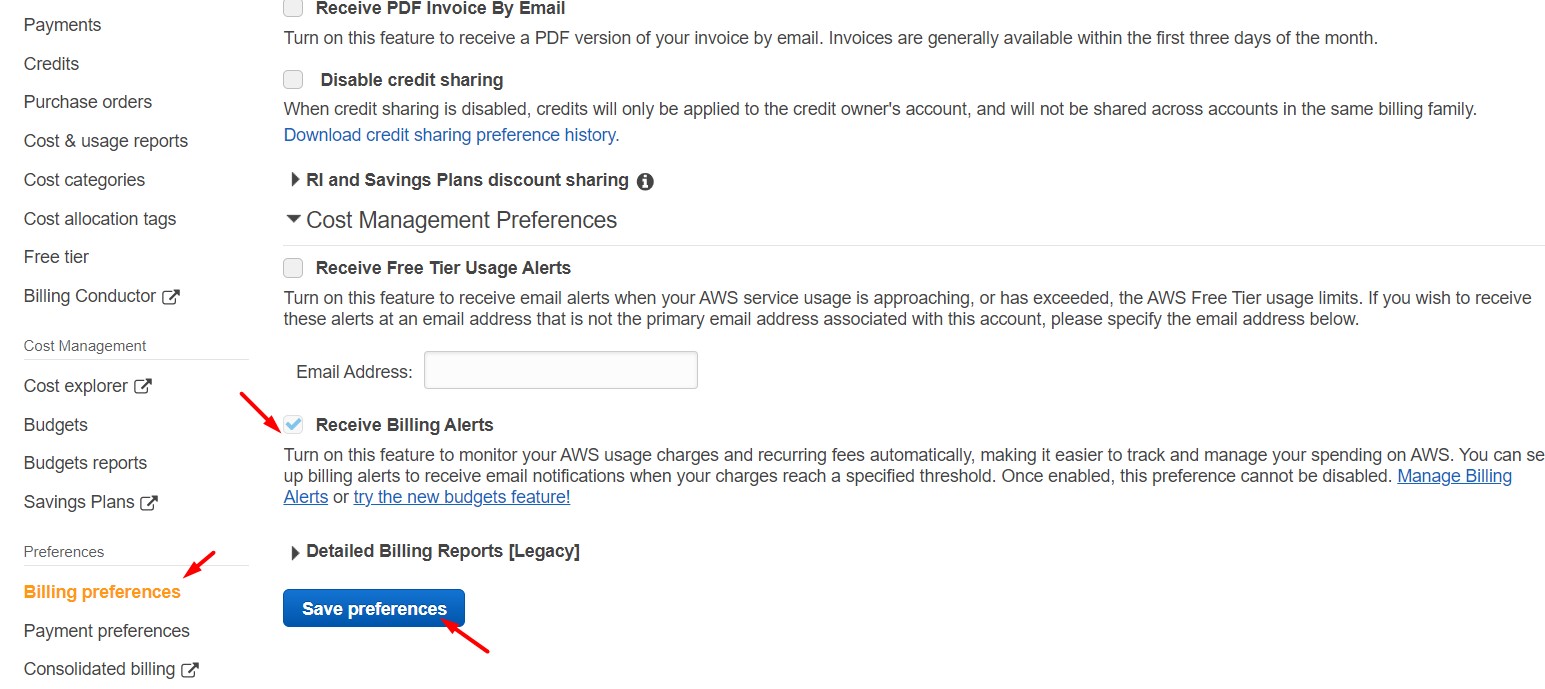 Payments
Credits
Purchase orders
Cost & usage reports
Cost categories
Cost allocation tags
Free tier
Billing Conductor
Cost Management
Cost explorer
Budgets
Budgets reports
Savings Plans
Preferences
Billing preferences
Payment preferences
Consolidated billing
Receive PDF Invoice By Email
Turn on this feature to receive a PDF version of your invoice by email. Invoices are generally available within the first three days of the month.
Disable credit sharing
When credit sharing is disabled, credits will only be applied to the credit owner's account, and will not be shared across accounts in the same billing family.
Download credit sharing preference history.
RI and Savings Plans discount sharing
Cost Management Preferences
Receive Free Tier Usage Alerts
Turn on this feature to receive email alerts when your AWS service usage is approaching, or has exceeded, the AWS Free Tier usage limits. If you wish to receive
these alerts at an email address that is not the primary email address associated with this account, please specify the email address below.
Email Address:
Receive Billing Alerts
Turn on this feature to monitor your AWS usage charges and recurring fees automatically, making it easier to track and manage your spending on AWS. You can se
up billing alerts to receive email notifications when your charges reach a specified threshold. Once enabled, this preference cannot be disabled. Manage Billing
Alerts or try the new budgets feature!
Detailed Billing Reports [Legacy]
Save preferences